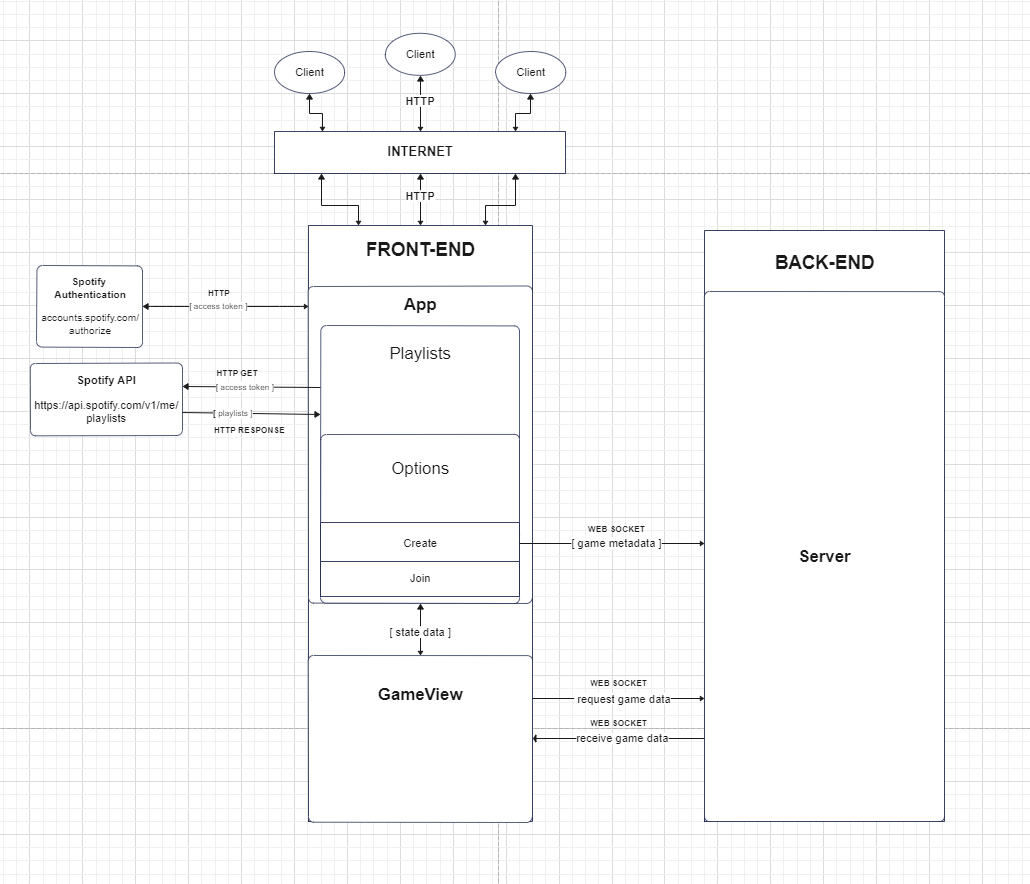 Client
Client
Client
HTTP
INTERNET
HTTP
FRONT-END
BACK-END
Spotify
Authentication
accounts.spotify.com/
authorize
HTTP
[ access token ]
App
Playlists
Spotify API
https://api.spotify.com/v1/me/
playlists
HTTP GET
[ access token ]
[ playlists ]
HTTP RESPONSE
Options
Create
WEB SOCKET
[ game metadata ]
Server
Join
[ state data ]
GameView
WEB SOCKET
request game data
WEB SOCKET
receive game data